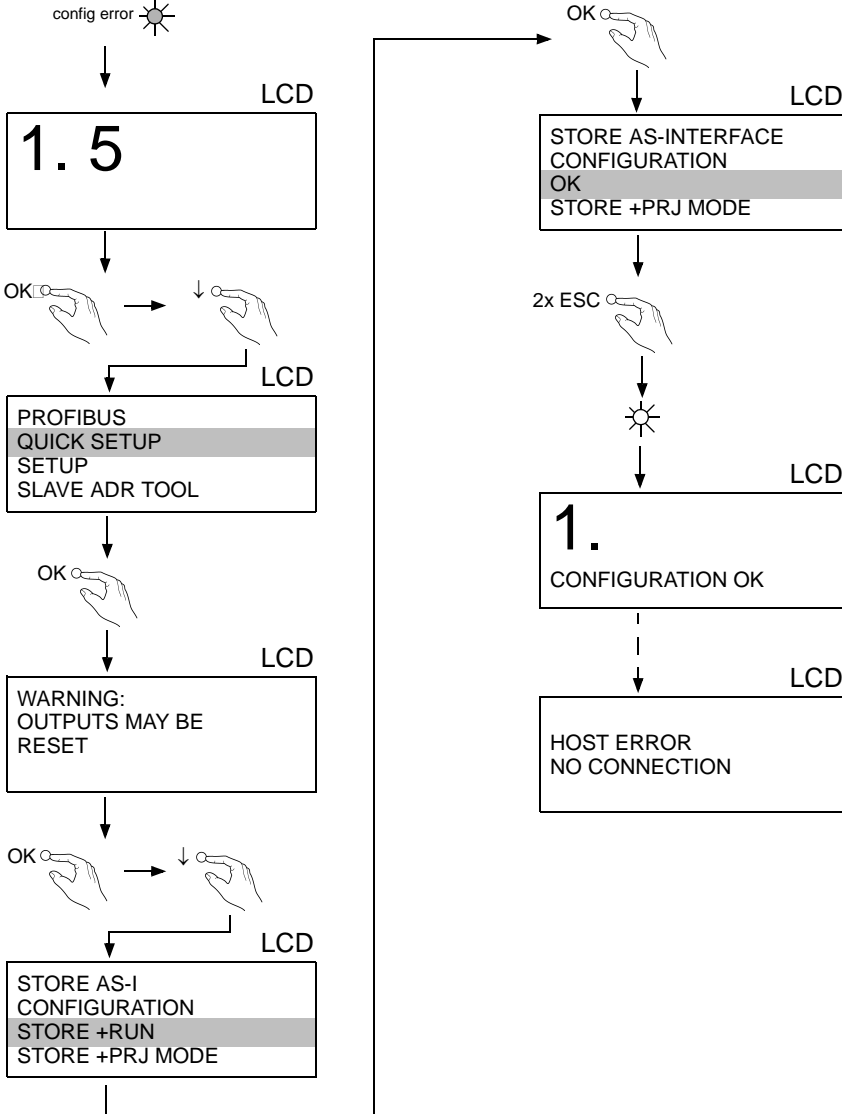 config error
LCD
1. 5
OK
↓
LCD
PROFIBUS
QUICK SETUP
SETUP
SLAVE ADR TOOL
OK
LCD
WARNING:
OUTPUTS MAY BE
RESET
OK
↓
LCD
STORE AS-I
CONFIGURATION
STORE +RUN
STORE +PRJ MODE
OK
LCD
STORE AS-INTERFACE
CONFIGURATION
OK
STORE +PRJ MODE
2x ESC
LCD
1.
CONFIGURATION OK
LCD
HOST ERROR
NO CONNECTION